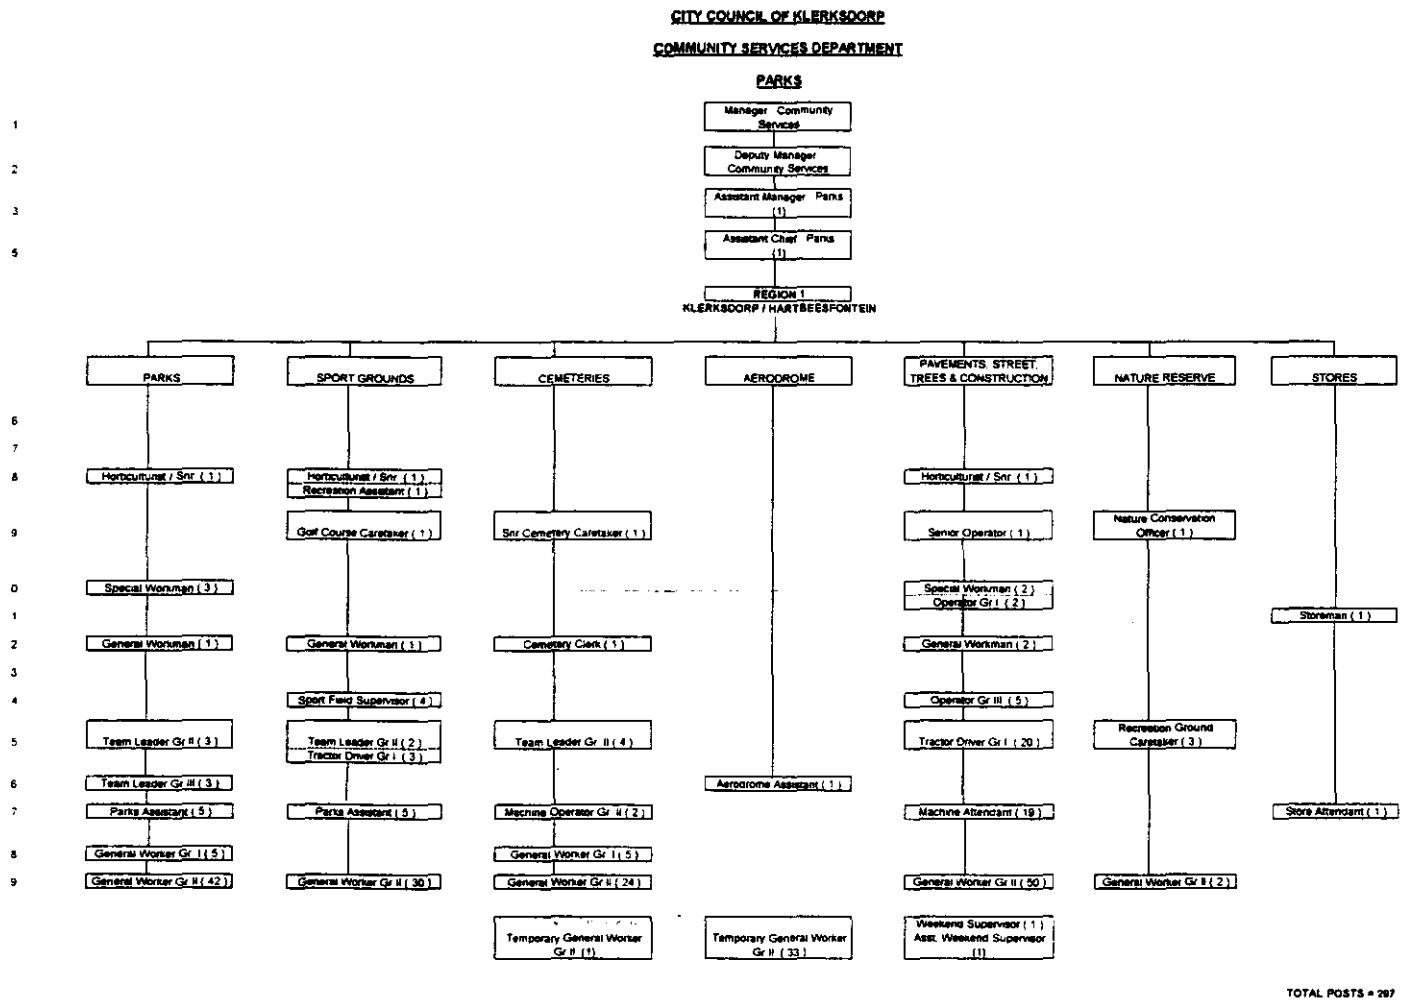 CITY COUNCIL OF KLERKSDORP
COMMUNITY SERVICES DEPARTMENT
PARKS
1
Manager Community
Services
2
Deputy Manager
Community Services
3
Assistant Manager Parks
(1)
5
Assistant Chief Parks
(1)
REGION 1
KLERKSDORP / HARTBEESFONTEIN
PARKS
SPORT GROUNDS
CEMETERIES
AERODROME
PAVEMENTS, STREET,
TREES & CONSTRUCTION
NATURE RESERVE
STORES
6
7
8
Horticulturist / Snr ( 1 )
Horticulturist / Snr ( 1 )
Recreation Assistant ( 1 )
Horticulturist / Snr ( 1 )
9
Golf Course Caretaker ( 1 )
Snr Cemetery Caretaker ( 1 )
Senior Operator ( 1 )
Nature Conservation
Officer ( 1 )
0
Special Workman ( 3 )
Special Workman ( 2 )
Operator Gr I ( 2 )
1
Storeman ( 1 )
2
General Workman ( 1 )
General Workman ( 1 )
Cemetery Clerk ( 1 )
General Workman ( 2 )
3
4
Sport Field Supervisor ( 4 )
Operator Gr III ( 5 )
5
Team Leader Gr II ( 3 )
Team Leader Gr II ( 2 )
Tractor Driver Gr I ( 3 )
Team Leader Gr II ( 4 )
Tractor Driver Gr I ( 20 )
Recreation Ground
Caretaker ( 3 )
6
Team Leader Gr III ( 3 )
Aerodrome Assistant ( 1 )
7
Parks Assistant ( 5 )
Parks Assistant ( 5 )
Machine Operator Gr II ( 2 )
Machine Attendant ( 19 )
Store Attendant ( 1 )
8
General Worker Gr I ( 5 )
General Worker Gr I ( 5 )
9
General Worker Gr II ( 42 )
General Worker Gr II ( 30 )
General Worker Gr II ( 24 )
General Worker Gr II ( 50 )
General Worker Gr II ( 2 )
Temporary General Worker
Gr II (1)
Temporary General Worker
Gr II ( 33 )
Weekend Supervisor ( 1 )
Asst. Weekend Supervisor
(1)
TOTAL POSTS = 297